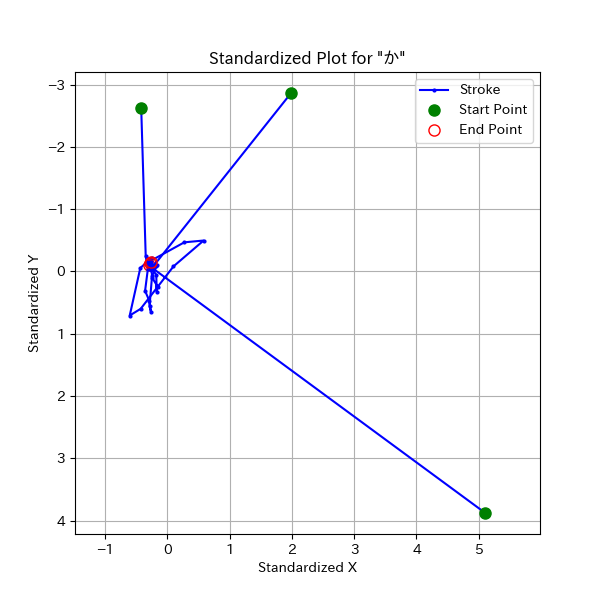 Standardized Plot for "か"
Stroke
Start Point
End Point
−3
−2
−1
0
1
2
3
4
Standardized Y
−1 0 1 2 3 4 5
Standardized X